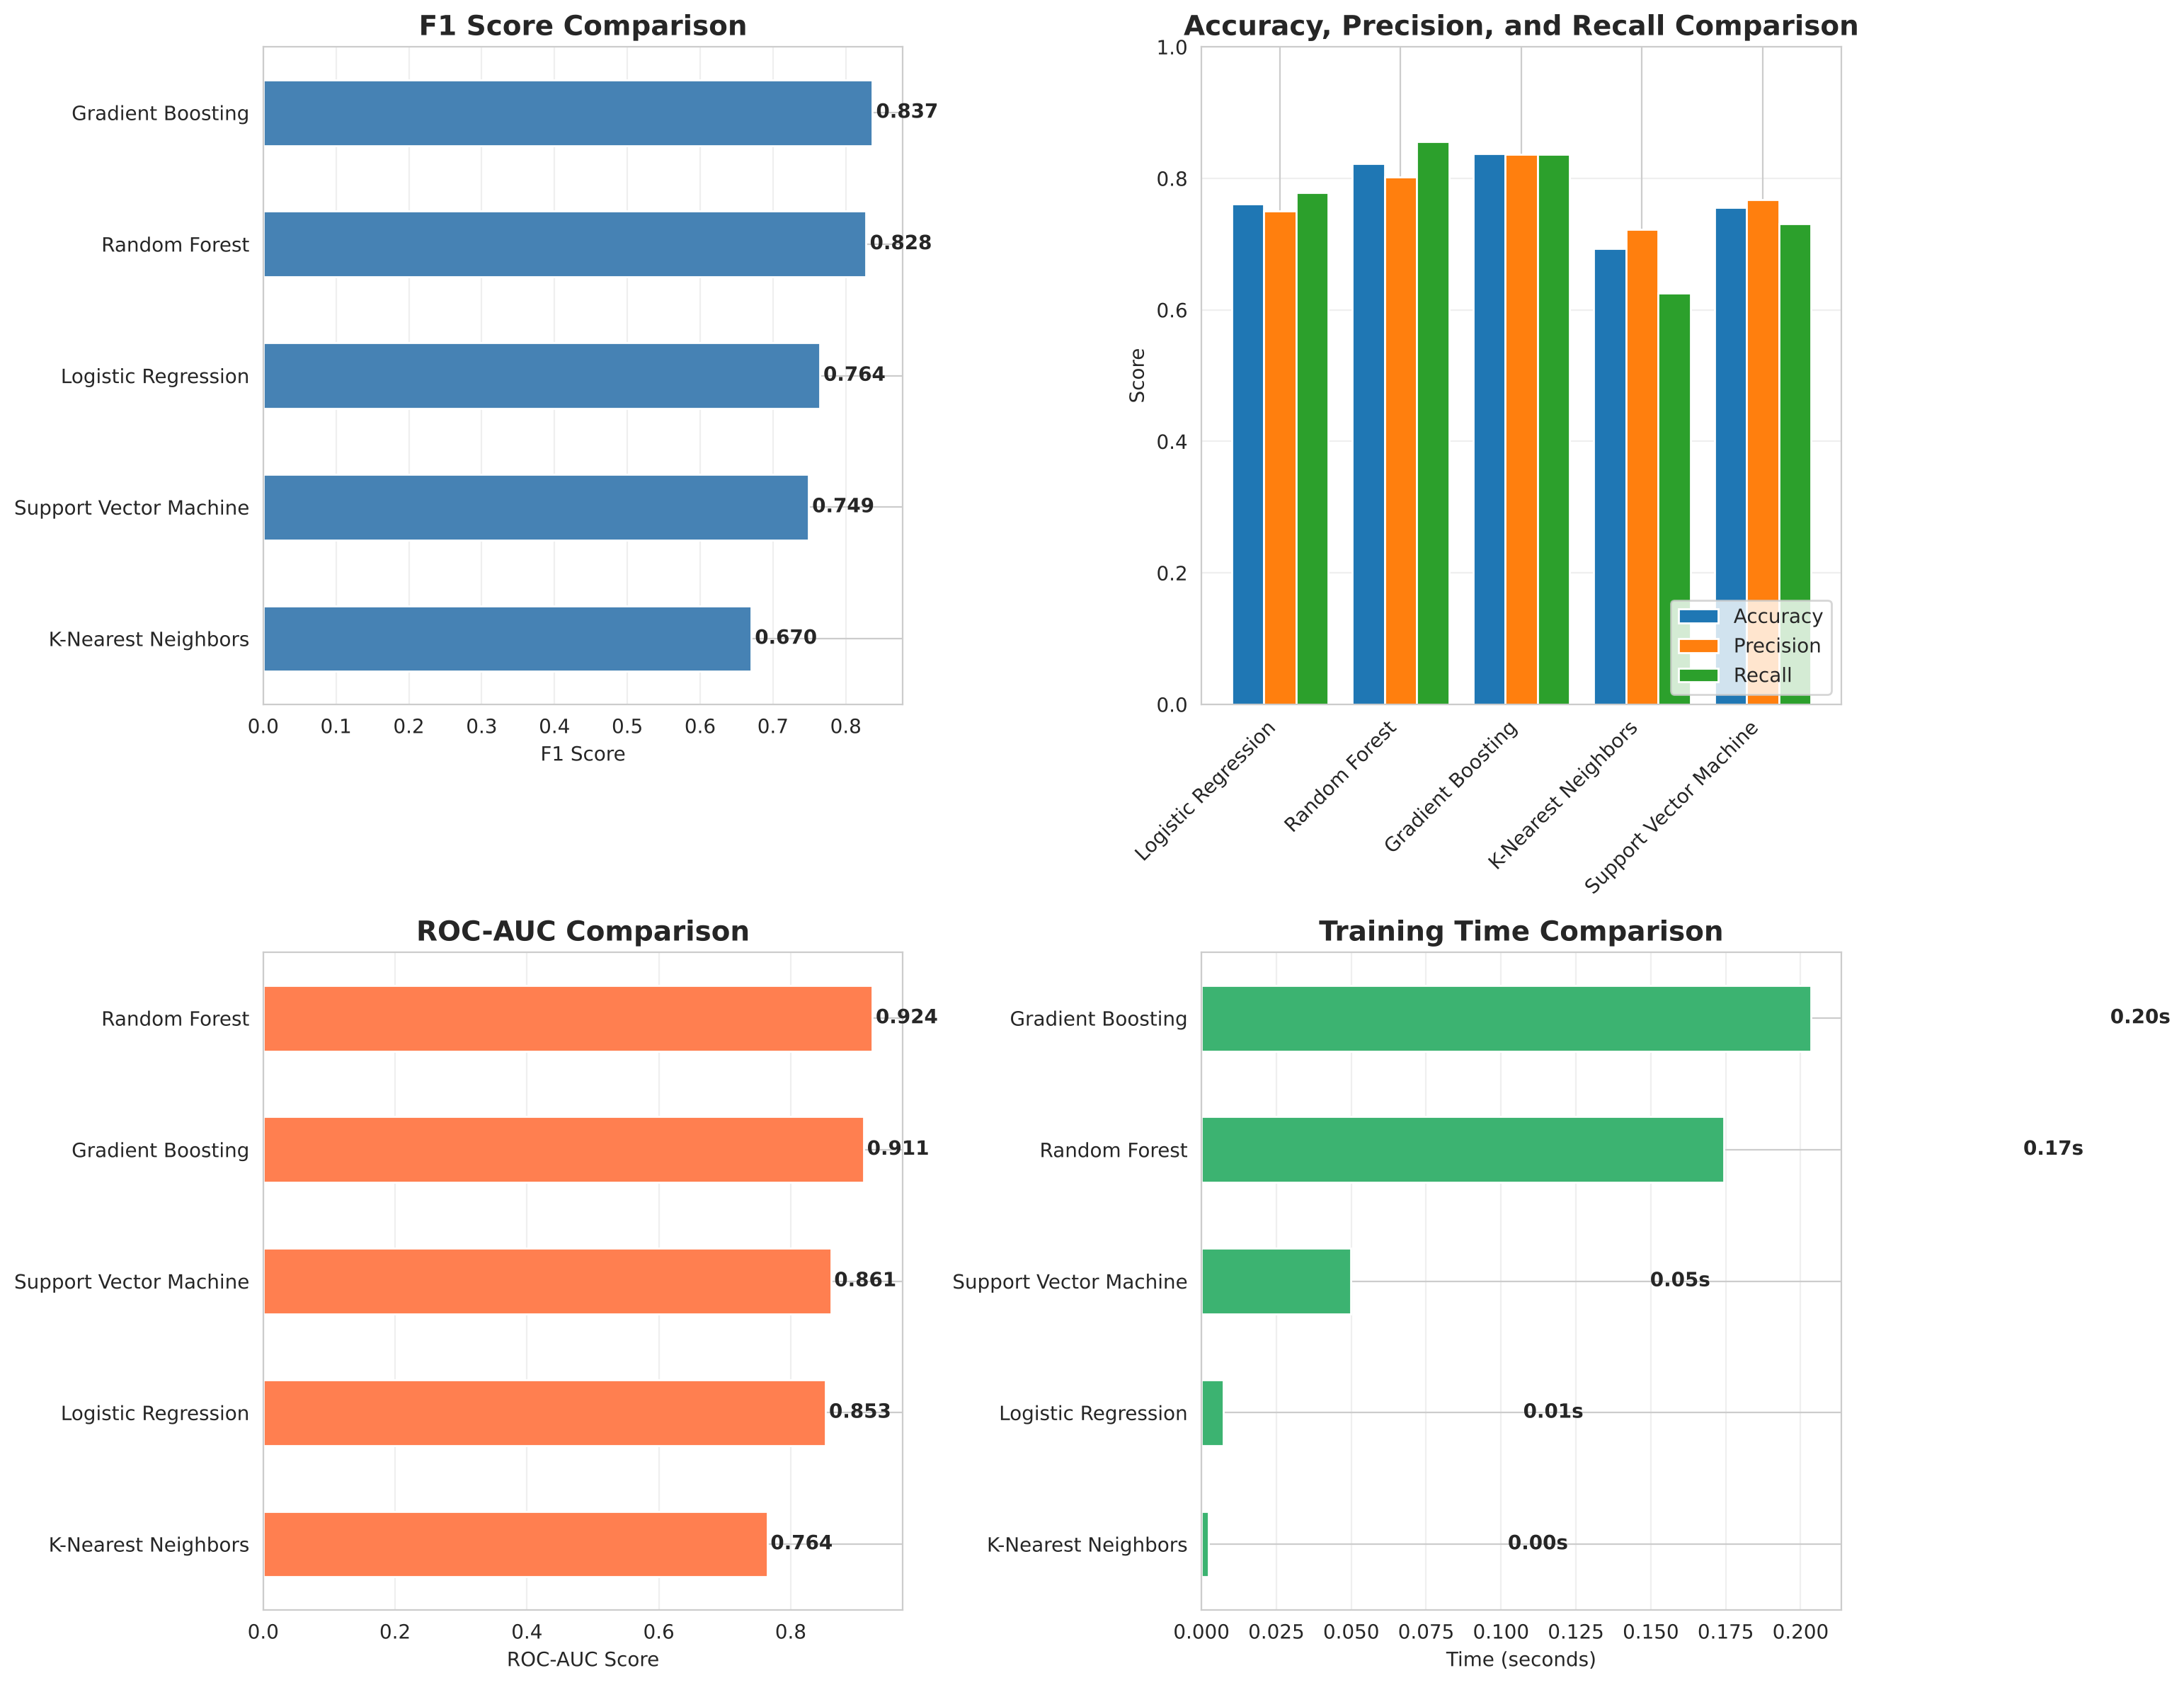 F1 Score Comparison
Gradient Boosting
0.837
Random Forest
0.828
Logistic Regression
0.764
Support Vector Machine
0.749
K-Nearest Neighbors
0.670
0.0 0.1 0.2 0.3 0.4 0.5 0.6 0.7 0.8
F1 Score
Accuracy, Precision, and Recall Comparison
1.0
0.8
0.6
0.4
0.2
0.0
Score
Accuracy
Precision
Recall
Logistic Regression
Random Forest
Gradient Boosting
K-Nearest Neighbors
Support Vector Machine
ROC-AUC Comparison
Random Forest
0.924
Gradient Boosting
0.911
Support Vector Machine
0.861
Logistic Regression
0.853
K-Nearest Neighbors
0.764
0.0 0.2 0.4 0.6 0.8
ROC-AUC Score
Training Time Comparison
Gradient Boosting
0.20s
Random Forest
0.17s
Support Vector Machine
0.05s
Logistic Regression
0.01s
K-Nearest Neighbors
0.00s
0.000 0.025 0.050 0.075 0.100 0.125 0.150 0.175 0.200
Time (seconds)